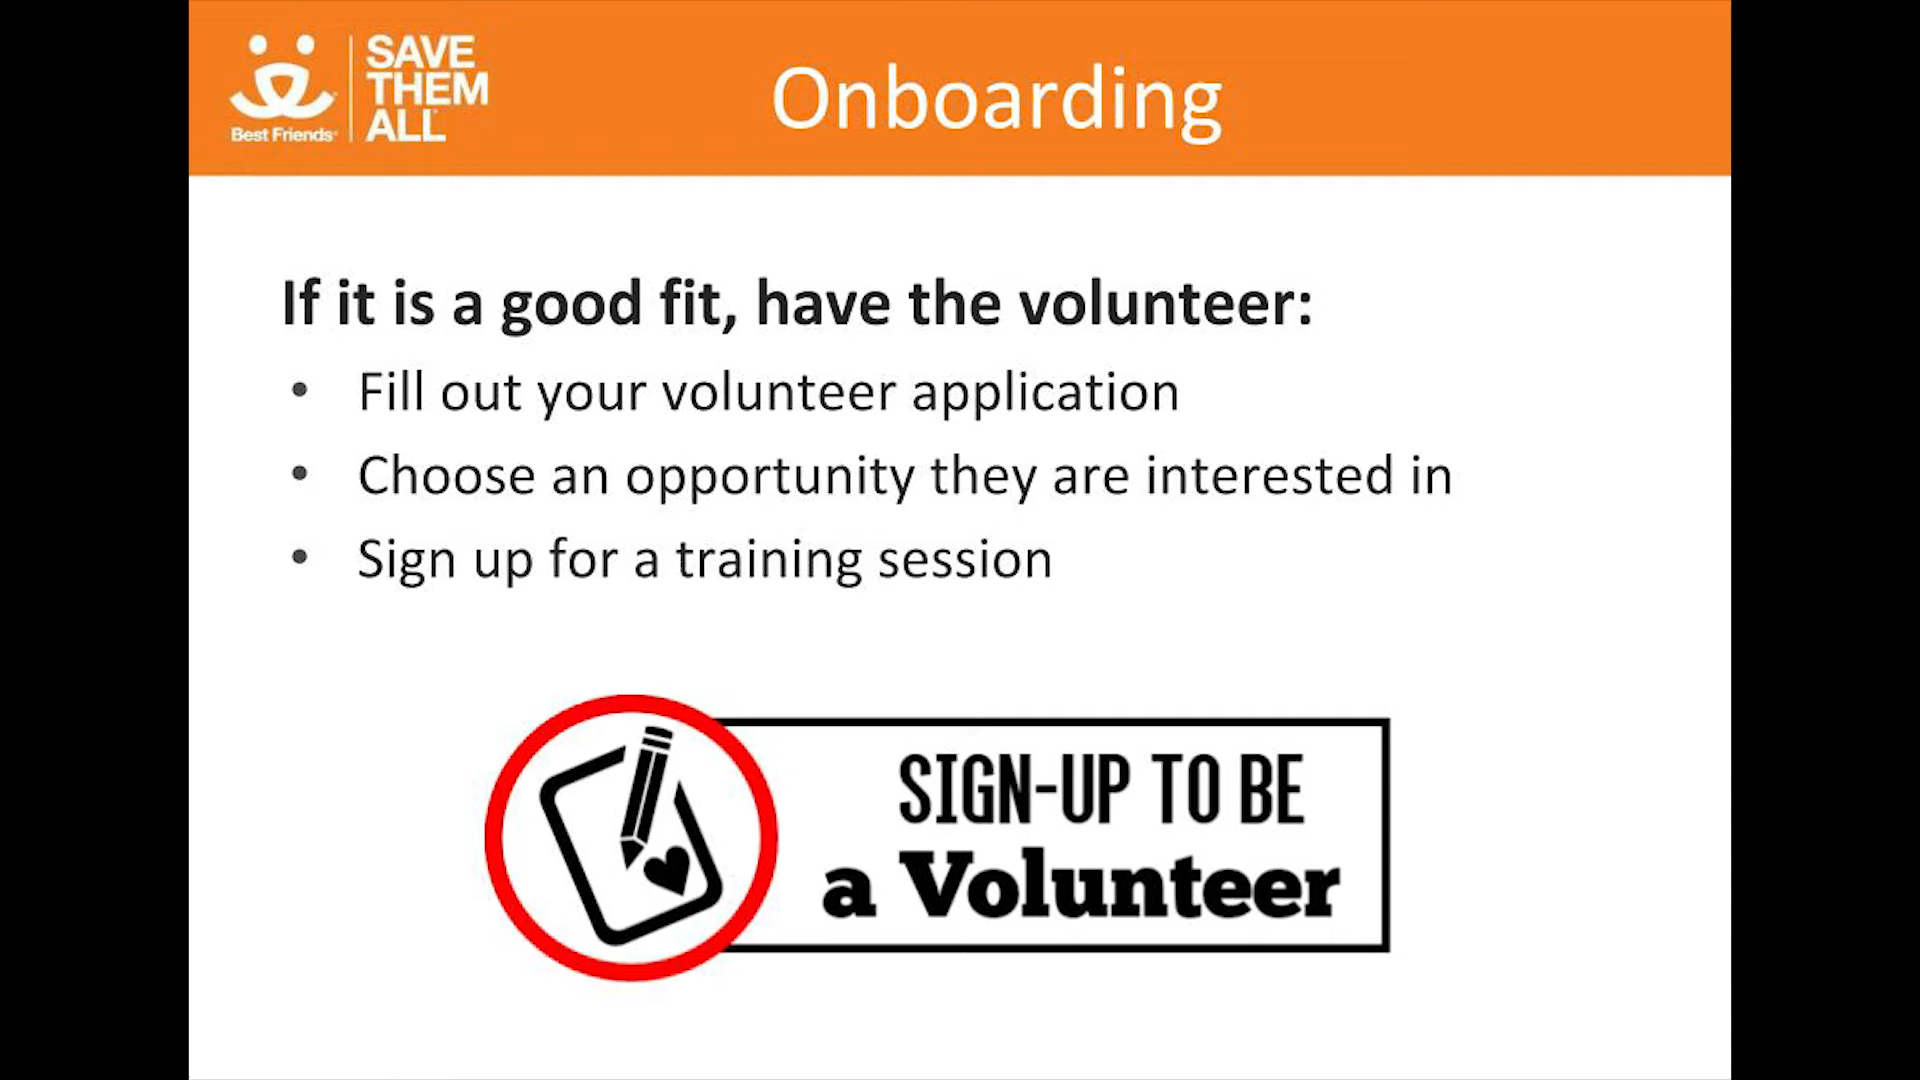 SAVE
THEM
ALL
Best Friends
Onboarding
If it is a good fit, have the volunteer:
• Fill out your volunteer application
• Choose an opportunity they are interested in
• Sign up for a training session
SIGN-UP TO BE
a Volunteer